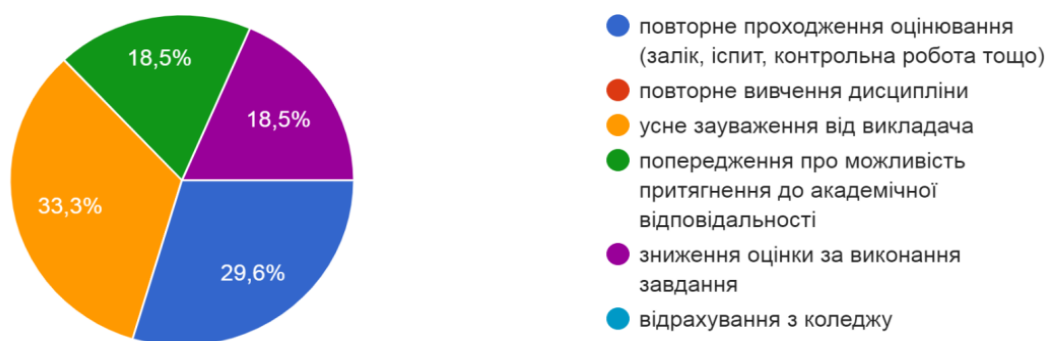 18,5%
18,5%
33,3%
29,6%
повторне проходження оцінювання
(залік, іспит, контрольна робота тощо)
повторне вивчення дисципліни
усне зауваження від викладача
попередження про можливість
притягнення до академічної
відповідальності
зниження оцінки за виконання
завдання
відрахування з коледжу